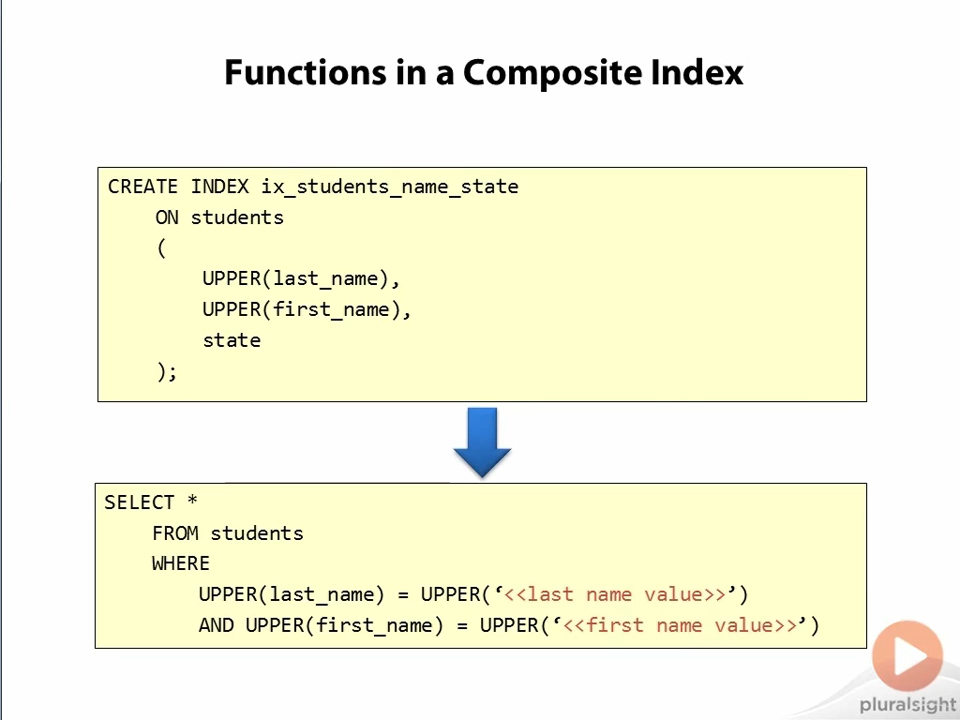 Functions in a Composite Index
CREATE INDEX ix_students_name_state
ON students
(
UPPER(last_name),
UPPER(first_name),
state
);
SELECT *
FROM students
WHERE
UPPER(last_name) = UPPER(‘<<last name value>>’)
AND UPPER(first_name) = UPPER(‘<<first name value>>’)
pluralsight